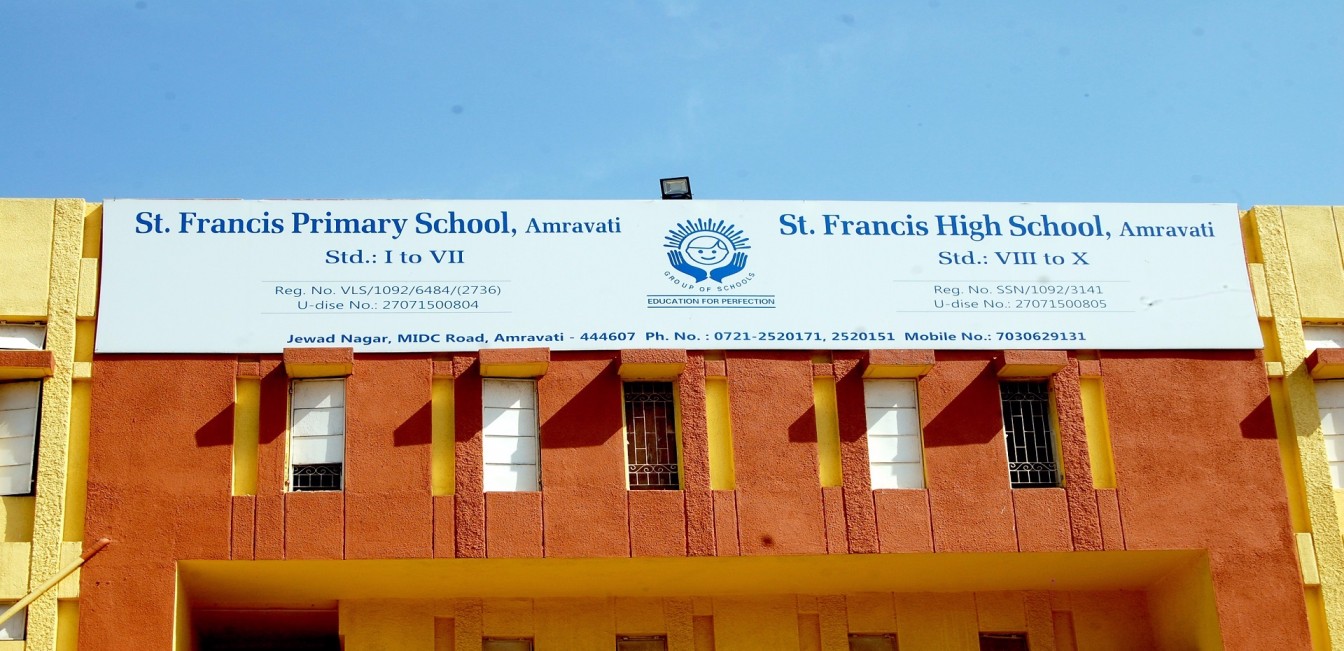 St. Francis Primary School, Amravati
Std.: I to VII
Reg. No. VLS/1092/6484/(2736)
U-dise No.: 27071500804
GROUP OF SCHOOLS
EDUCATION FOR PERFECTION
St. Francis High School, Amravati
Std.: VIII to X
Reg. No. SSN/1092/3141
U-dise No.: 27071500805
Jewad Nagar, MIDC Road, Amravati - 444607 Ph. No. : 0721-2520171, 2520151 Mobile No.: 7030629131